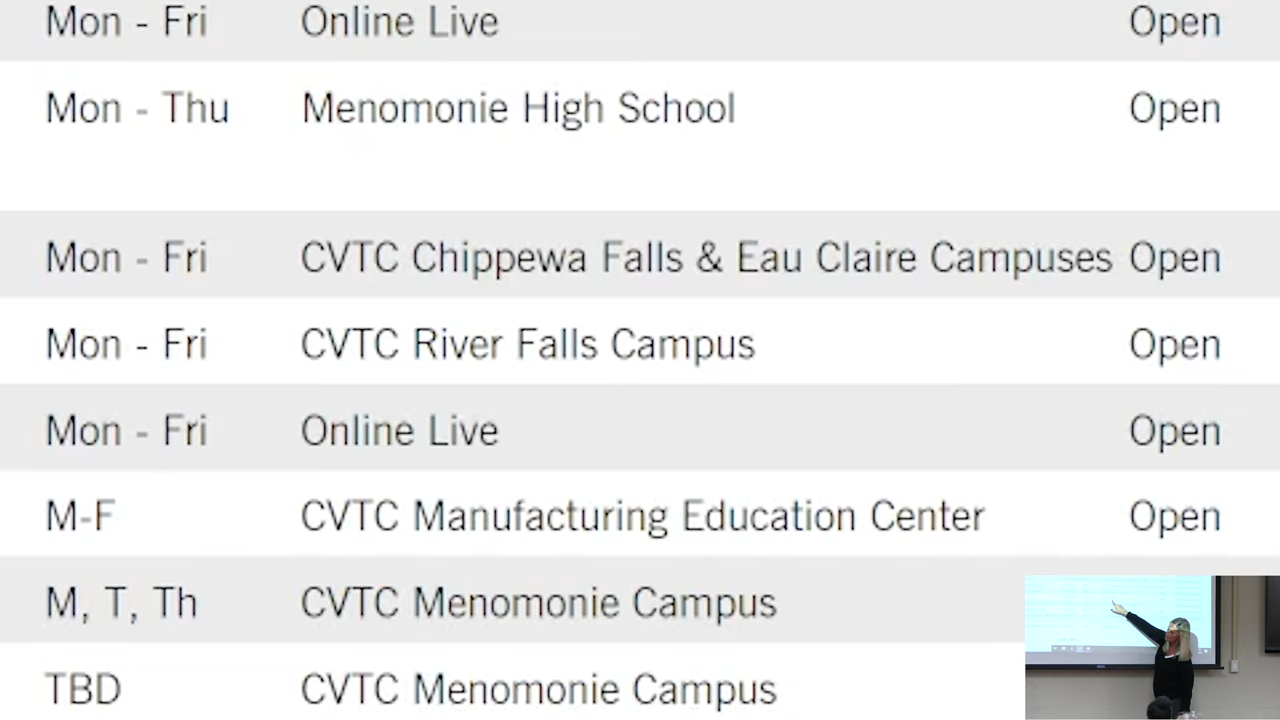 Mon - Fri Online Live Open
Mon - Thu Menomonie High School Open
Mon - Fri CVTC Chippewa Falls & Eau Claire Campuses Open
Mon - Fri CVTC River Falls Campus Open
Mon - Fri Online Live Open
M-F CVTC Manufacturing Education Center Open
M, T, Th CVTC Menomonie Campus
TBD CVTC Menomonie Campus